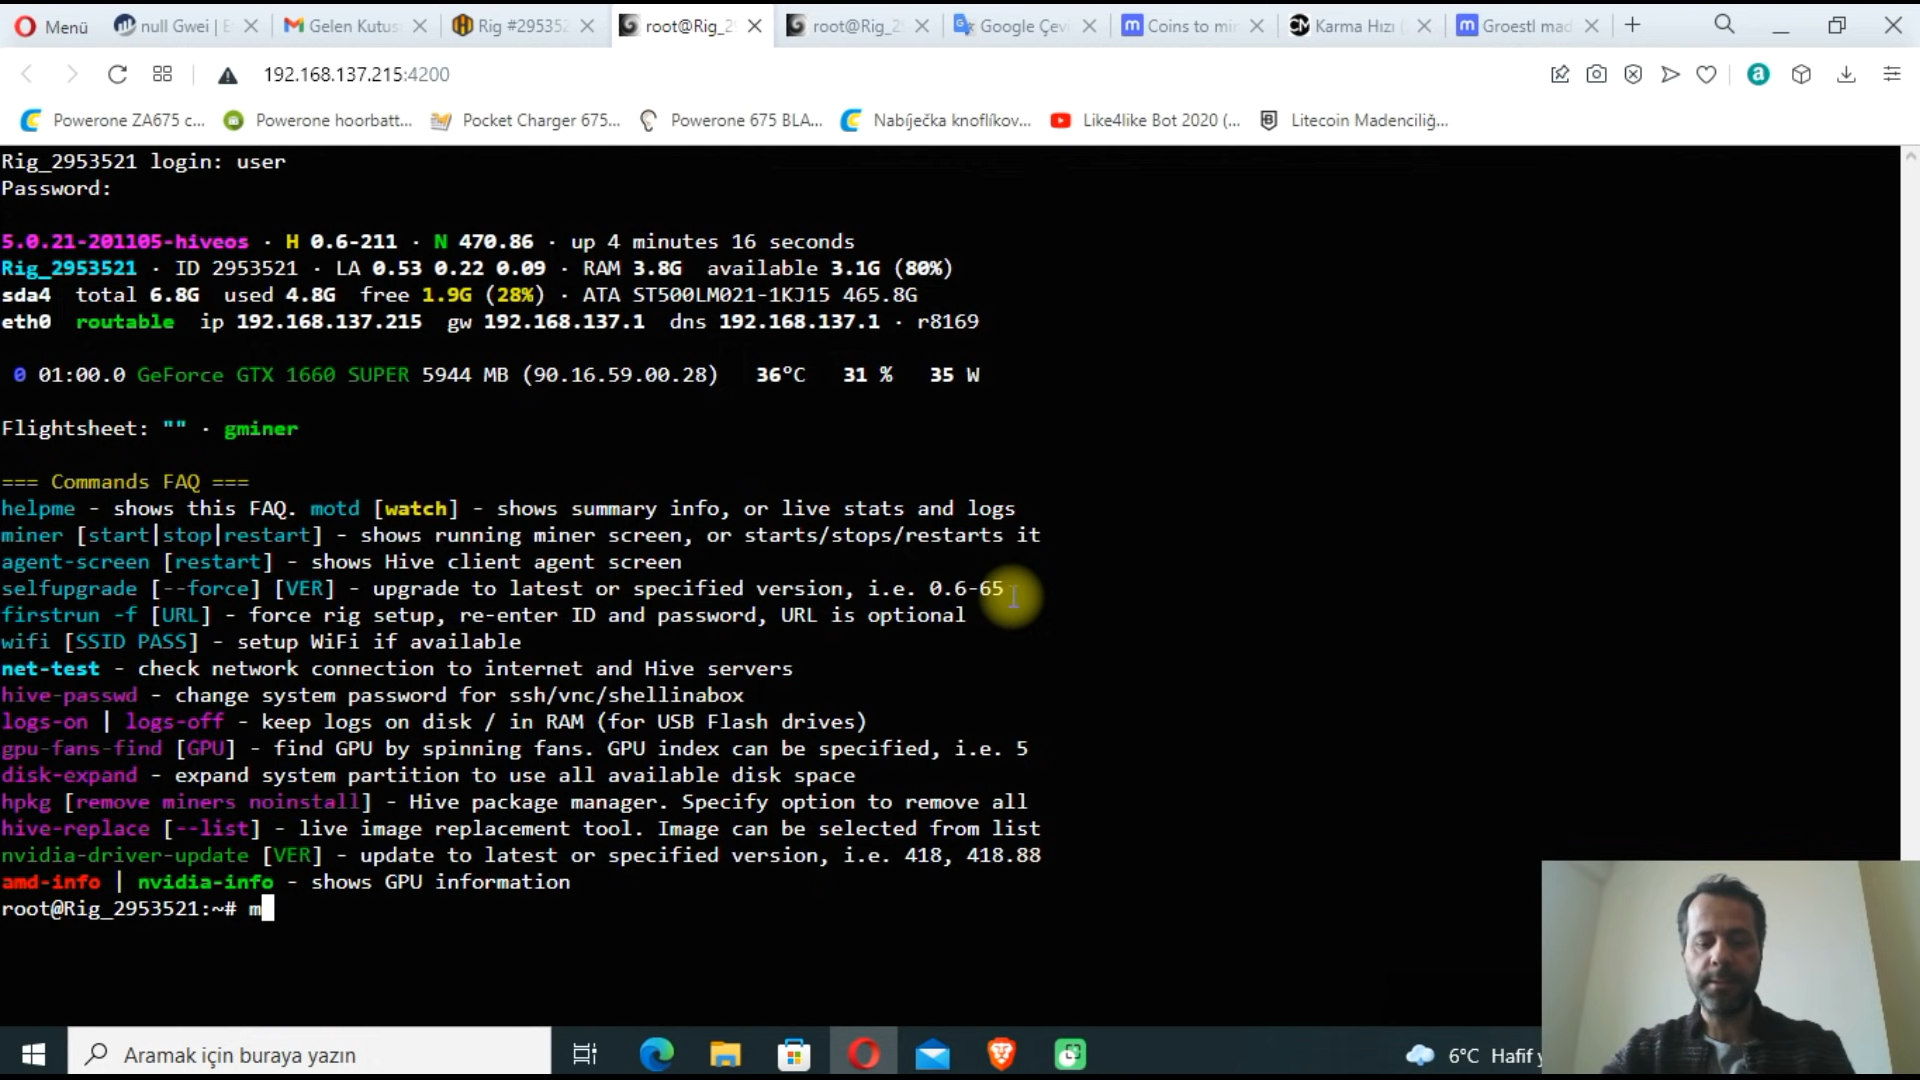 Menü
null Gwei | E
Gelen Kutus
Rig #29535
root@Rig_2
root@Rig_2
Google Çevi
Coins to min
Karma Hızı (
Groestl mad
192.168.137.215:4200
Powerone ZA675 c...
Powerone hoorbatt...
Pocket Charger 675...
Powerone 675 BLA...
Nabíječka knoflíkov...
Like4like Bot 2020 (...
Litecoin Madenciliğ...
Rig_2953521 login: user
Password:
5.0.21-201105-hiveos · H 0.6-211 · N 470.86 · up 4 minutes 16 seconds
Rig_2953521 · ID 2953521 · LA 0.53 0.22 0.09 · RAM 3.8G available 3.1G (80%)
sda4 total 6.8G used 4.8G free 1.9G (28%) · ATA ST500LM021-1KJ15 465.8G
eth0 routable ip 192.168.137.215 gw 192.168.137.1 dns 192.168.137.1 · r8169
0 01:00.0 GeForce GTX 1660 SUPER 5944 MB (90.16.59.00.28) 36°C 31 % 35 W
Flightsheet: "" · gminer
=== Commands FAQ ===
helpme - shows this FAQ. motd [watch] - shows summary info, or live stats and logs
miner [start|stop|restart] - shows running miner screen, or starts/stops/restarts it
agent-screen [restart] - shows Hive client agent screen
selfupgrade [--force] [VER] - upgrade to latest or specified version, i.e. 0.6-65
firstrun -f [URL] - force rig setup, re-enter ID and password, URL is optional
wifi [SSID PASS] - setup WiFi if available
net-test - check network connection to internet and Hive servers
hive-passwd - change system password for ssh/vnc/shellinabox
logs-on | logs-off - keep logs on disk / in RAM (for USB Flash drives)
gpu-fans-find [GPU] - find GPU by spinning fans. GPU index can be specified, i.e. 5
disk-expand - expand system partition to use all available disk space
hpkg [remove miners noinstall] - Hive package manager. Specify option to remove all
hive-replace [--list] - live image replacement tool. Image can be selected from list
nvidia-driver-update [VER] - update to latest or specified version, i.e. 418, 418.88
amd-info | nvidia-info - shows GPU information
root@Rig_2953521:~# m
Aramak için buraya yazın
6°C Hafif y